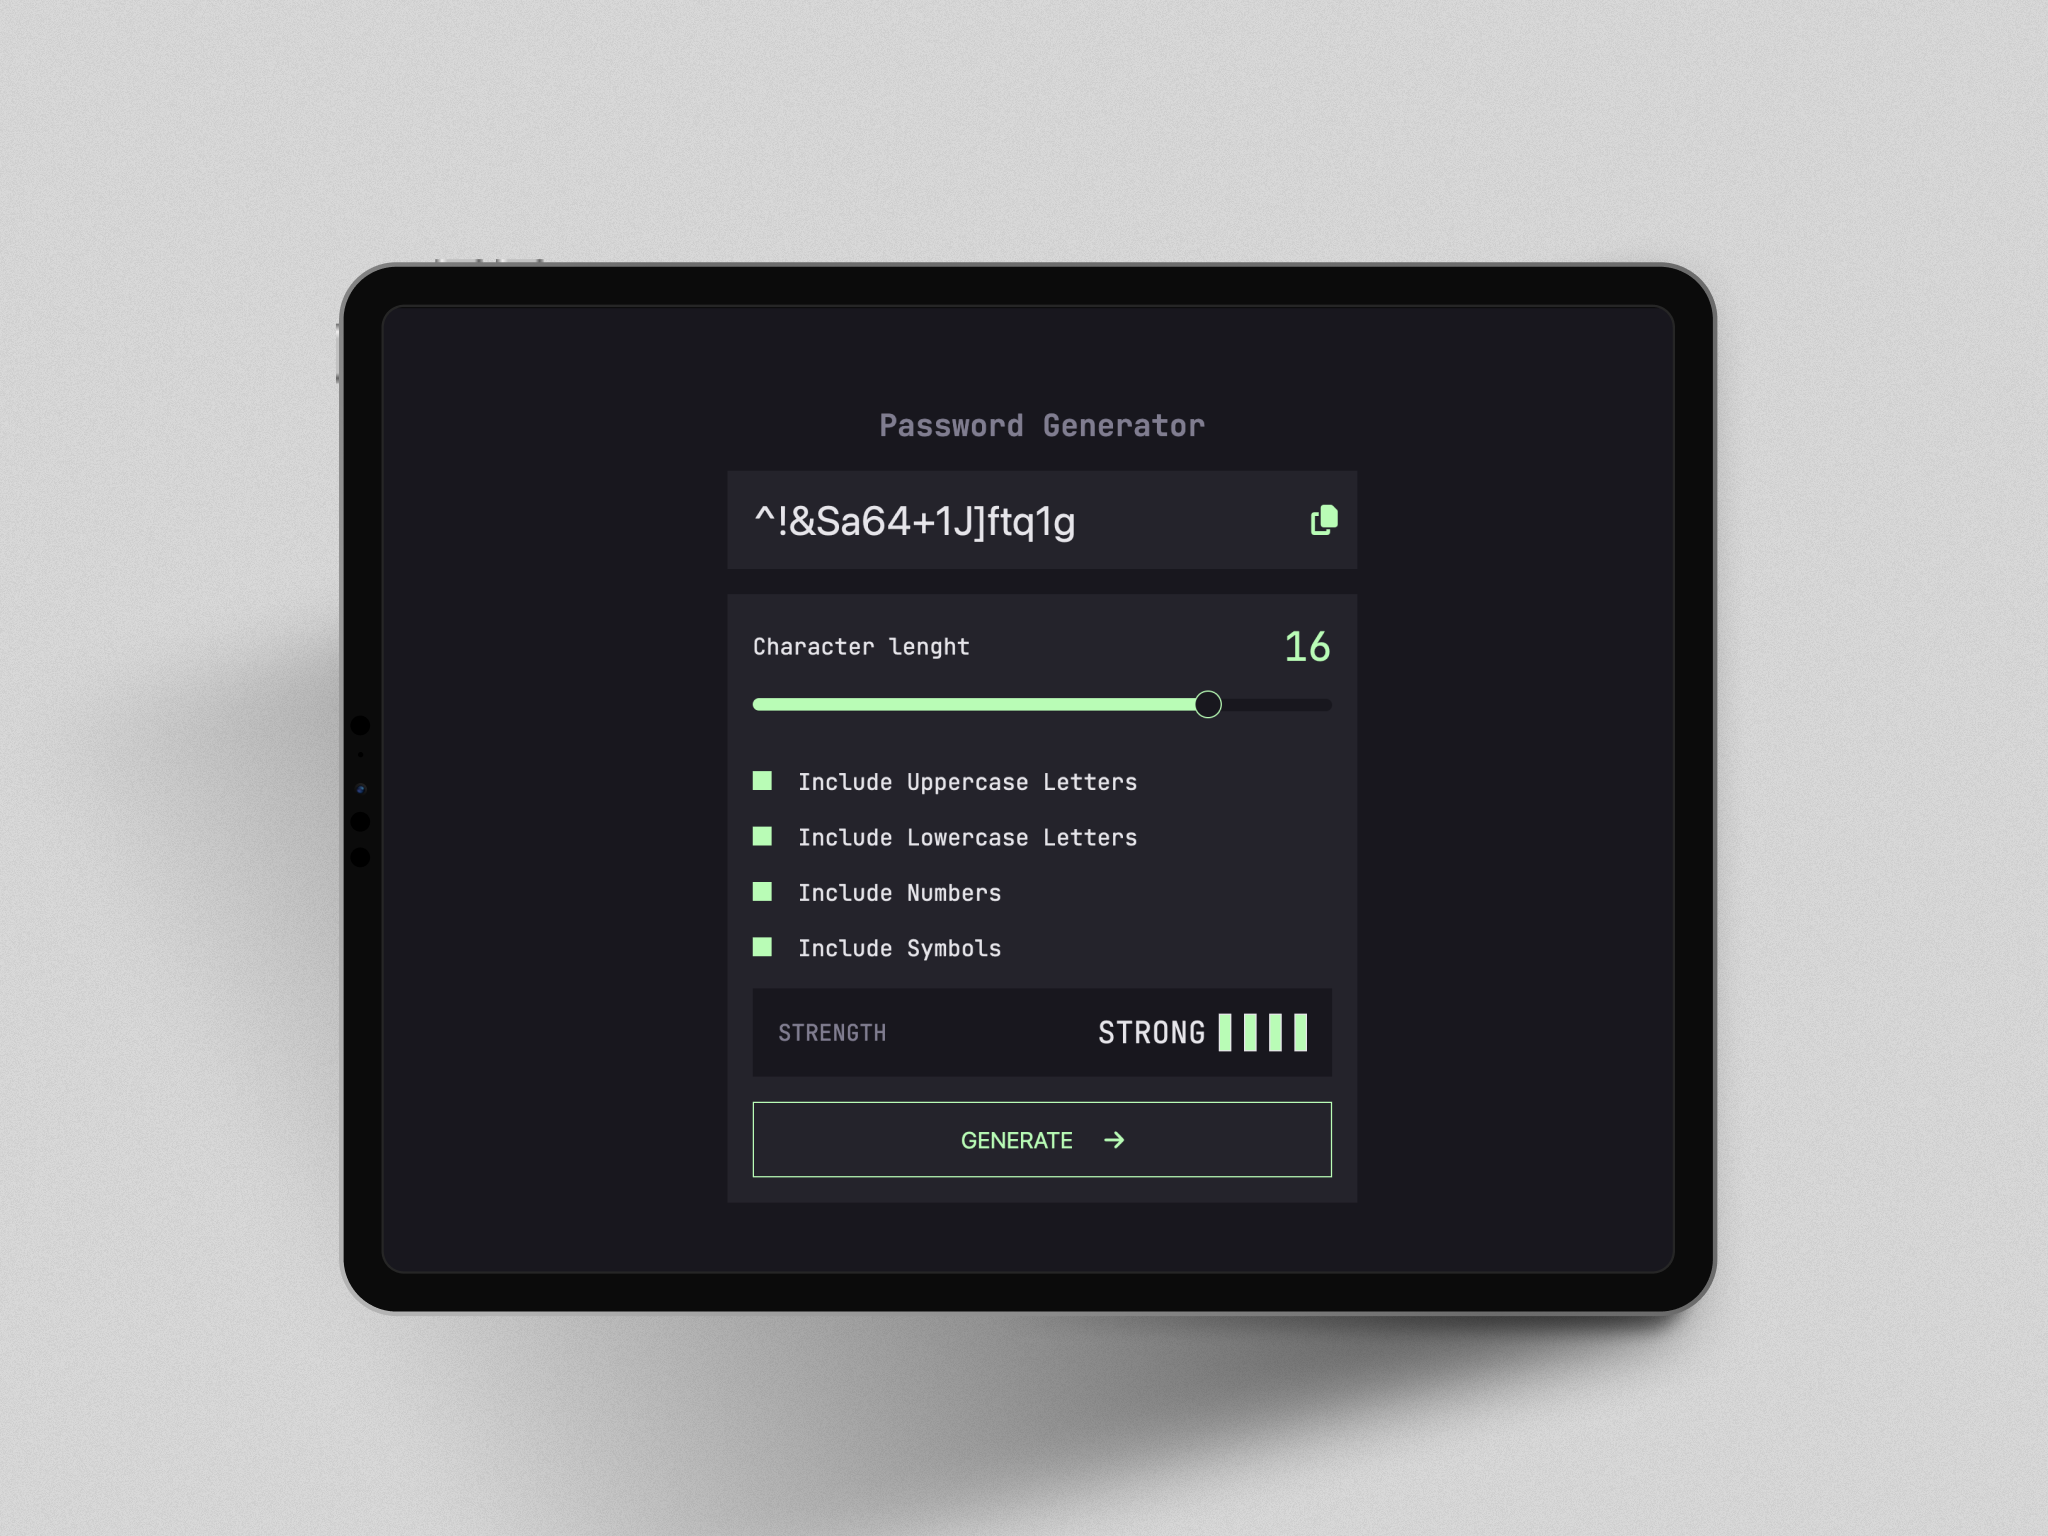 Password Generator
^!&Sa64+1J]ftq1g
Character lenght 16
Include Uppercase Letters
Include Lowercase Letters
Include Numbers
Include Symbols
STRENGTH STRONG
GENERATE →